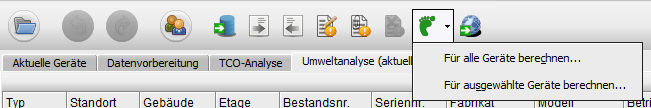 Für alle Geräte berechnen...
Aktuelle Geräte Datenvorbereitung TCO-Analyse Umweltanalyse (aktuell
Für ausgewählte Geräte berechnen...
Typ Standort Gebäude Etage Bestandsnr. Seriennr. Fabrikat Modell